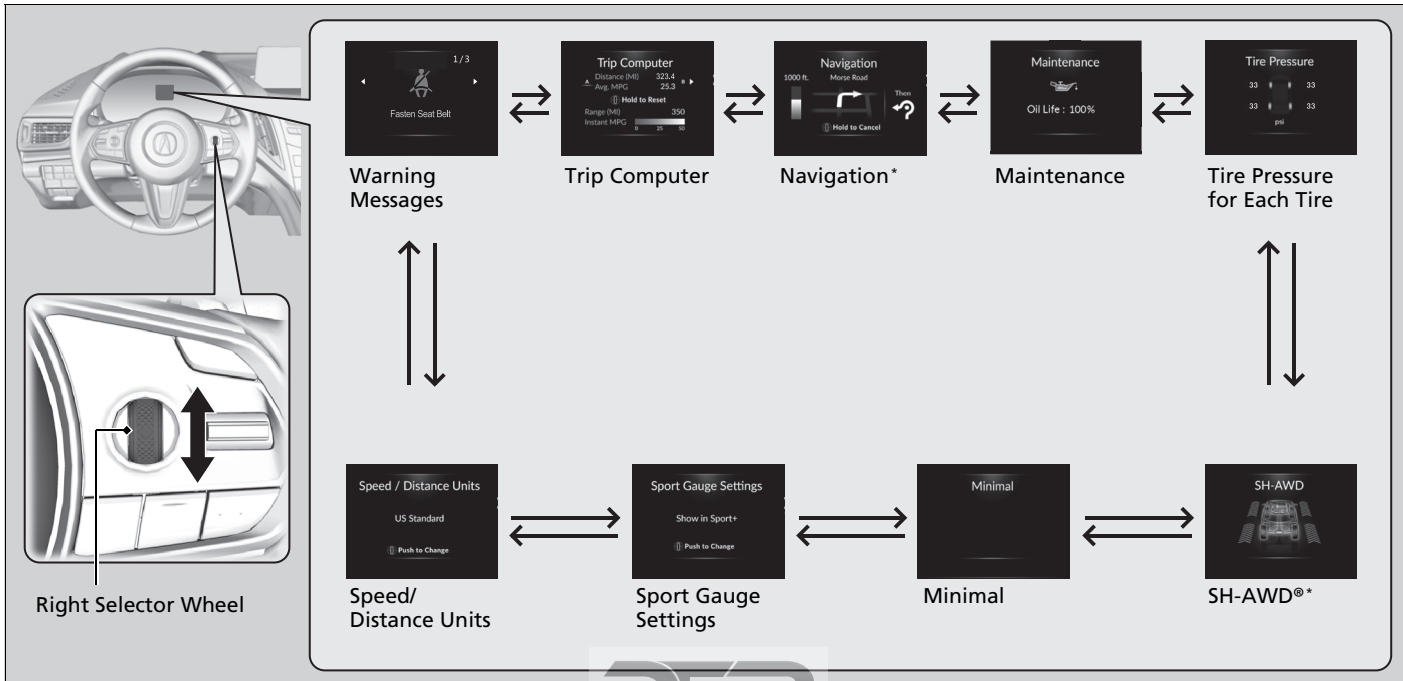 1/3
Fasten Seat Belt
Warning
Messages
Trip Computer
A Distance (MI) 323.4 B
Avg. MPG 25.3
Hold to Reset
Range (MI) 350
Instant MPG
0 25 50
Trip Computer
Navigation
1000 ft. Morse Road
Then
Hold to Cancel
Navigation*
Maintenance
Oil Life : 100%
Maintenance
Tire Pressure
33 33
33 33
psi
Tire Pressure
for Each Tire
Right Selector Wheel
Speed / Distance Units
US Standard
Push to Change
Speed/
Distance Units
Sport Gauge Settings
Show in Sport+
Push to Change
Sport Gauge
Settings
Minimal
Minimal
SH-AWD
SH-AWD®*